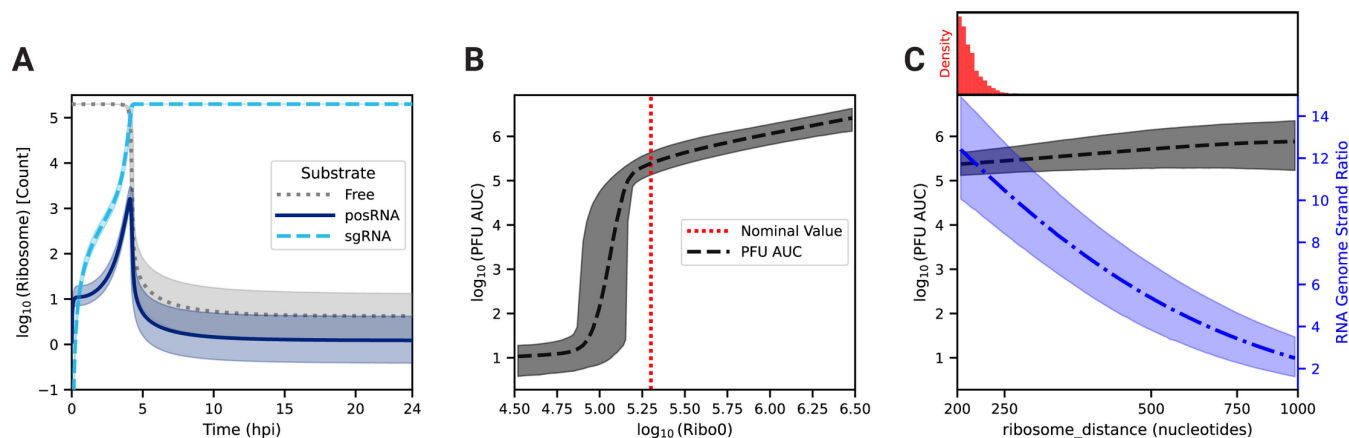 A
log10(Ribosome) [Count]
5
4
3
2
1
0
−1
Substrate
Free
posRNA
sgRNA
0 5 10 15 20 24
Time (hpi)
B
log10(PFU AUC)
6
5
4
3
2
1
Nominal Value
PFU AUC
4.50 4.75 5.00 5.25 5.50 5.75 6.00 6.25 6.50
log10(Ribo0)
C
Density
log10(PFU AUC)
6
5
4
3
2
1
14
12
10
8
6
4
2
RNA Genome Strand Ratio
200 250 500 750 1000
ribosome_distance (nucleotides)